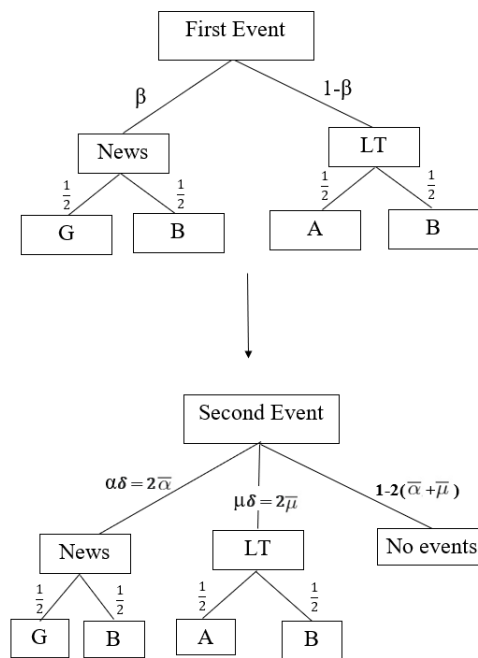 First Event
β 1-β
News LT
1/2 1/2 1/2 1/2
G B A B
Second Event
αδ = 2α̅ μδ = 2μ̅ 1-2(α̅ + μ̅)
News LT No events
1/2 1/2 1/2 1/2
G B A B